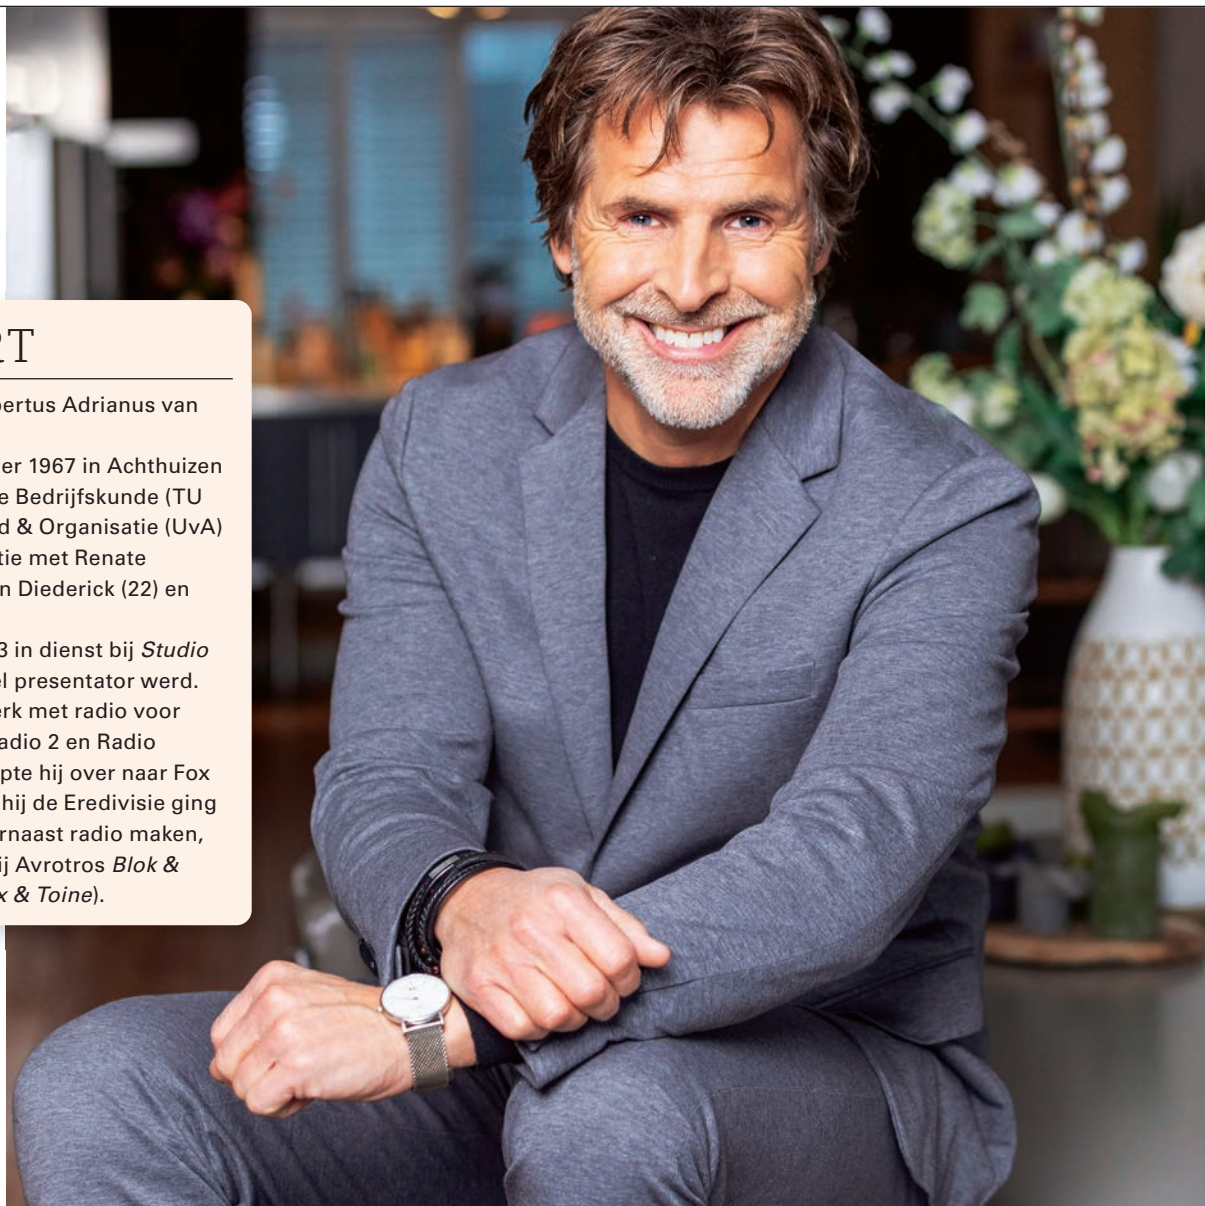 RT
bertus Adrianus van
er 1967 in Achthuizen
e Bedrijfskunde (TU
d & Organisatie (UvA)
tie met Renate
n Diederick (22) en
3 in dienst bij Studio
el presentator werd.
erk met radio voor
adio 2 en Radio
pte hij over naar Fox
hij de Eredivisie ging
rnaast radio maken,
ij Avrotros Blok &
x & Toine).